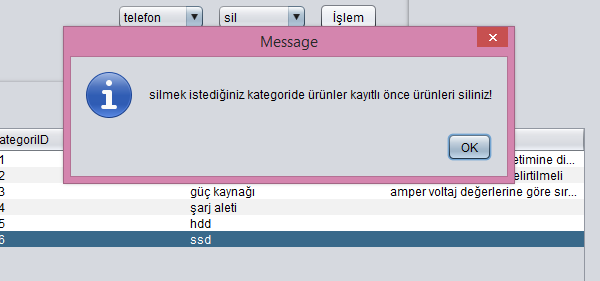 telefon sil İşlem
Message
silmek istediğiniz kategoride ürünler kayıtlı önce ürünleri siliniz!
OK
ategoriID
1 etimine di...
2 elirtilmeli
3 güç kaynağı amper voltaj değerlerine göre sır...
4 şarj aleti
5 hdd
6 ssd